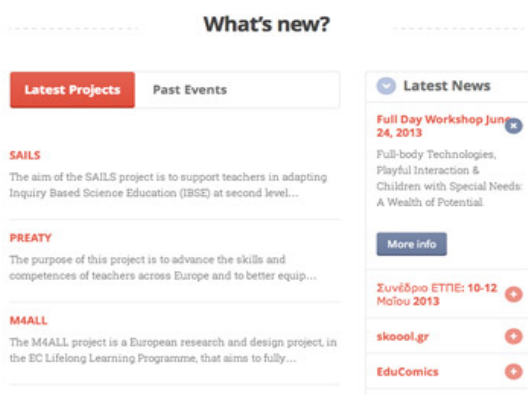 What's new?
Latest Projects
Past Events
SAILS
The aim of the SAILS project is to support teachers in adapting
Inquiry Based Science Education (IBSE) at second level...
PREATY
The purpose of this project is to advance the skills and
competences of teachers across Europe and to better equip...
M4ALL
The M4ALL project is a European research and design project, in
the EC Lifelong Learning Programme, that aims to fully...
Latest News
Full Day Workshop June
24, 2013
Full-body Technologies,
Playful Interaction &
Children with Special Needs:
A Wealth of Potential
More info
Συνέδριο ΕΤΠΕ: 10-12
Μαΐου 2013
skoool.gr
EduComics